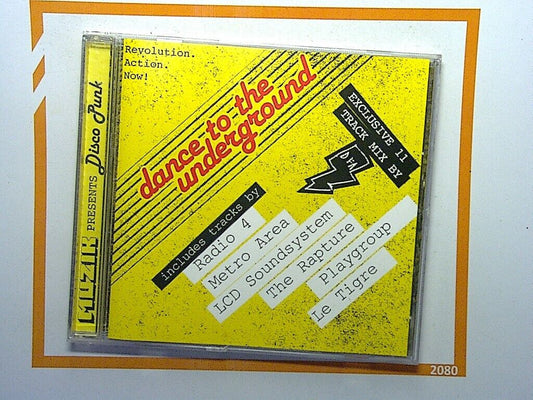 Revolution.
Action.
Now!
dance to the
underground
EXCLUSIVE 11
TRACK MIX BY
DFA
includes tracks by
Radio 4
Metro Area
LCD Soundsystem
The Rapture
Playgroup
Le Tigre
MUZIK PRESENTS Disco Punk
2080